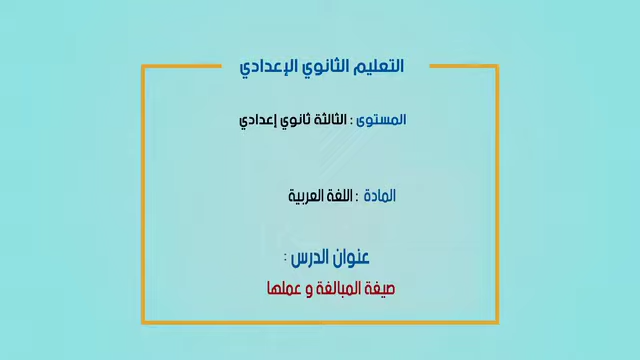 التعليم الثانوي الإعدادي
المستوى : الثالثة ثانوي إعدادي
المادة : اللغة العربية
عنوان الدرس :
صيغة المبالغة و عملها